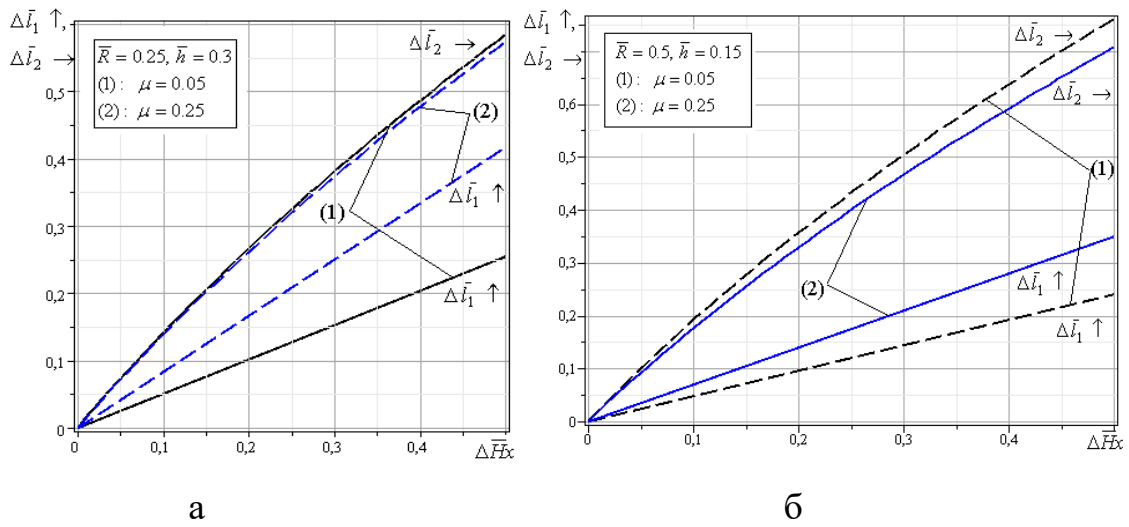 Δl̄₁ ↑,
Δl̄₂ →
R̄ = 0.25, h̄ = 0.3
(1): μ = 0.05
(2): μ = 0.25
Δl̄₂ →
(2)
(1)
Δl̄₁ ↑
Δl̄₁ ↑
0,5
0,4
0,3
0,2
0,1
0
0
0,1
0,2
0,3
0,4
ΔH̄x
а
Δl̄₁ ↑
Δl̄₂ →
R̄ = 0.5, h̄ = 0.15
(1): μ = 0.05
(2): μ = 0.25
Δl̄₂ →
Δl̄₂ →
(1)
(2)
Δl̄₁ ↑
Δl̄₁ ↑
0,6
0,5
0,4
0,3
0,2
0,1
0
0
0,1
0,2
0,3
0,4
ΔH̄x
б